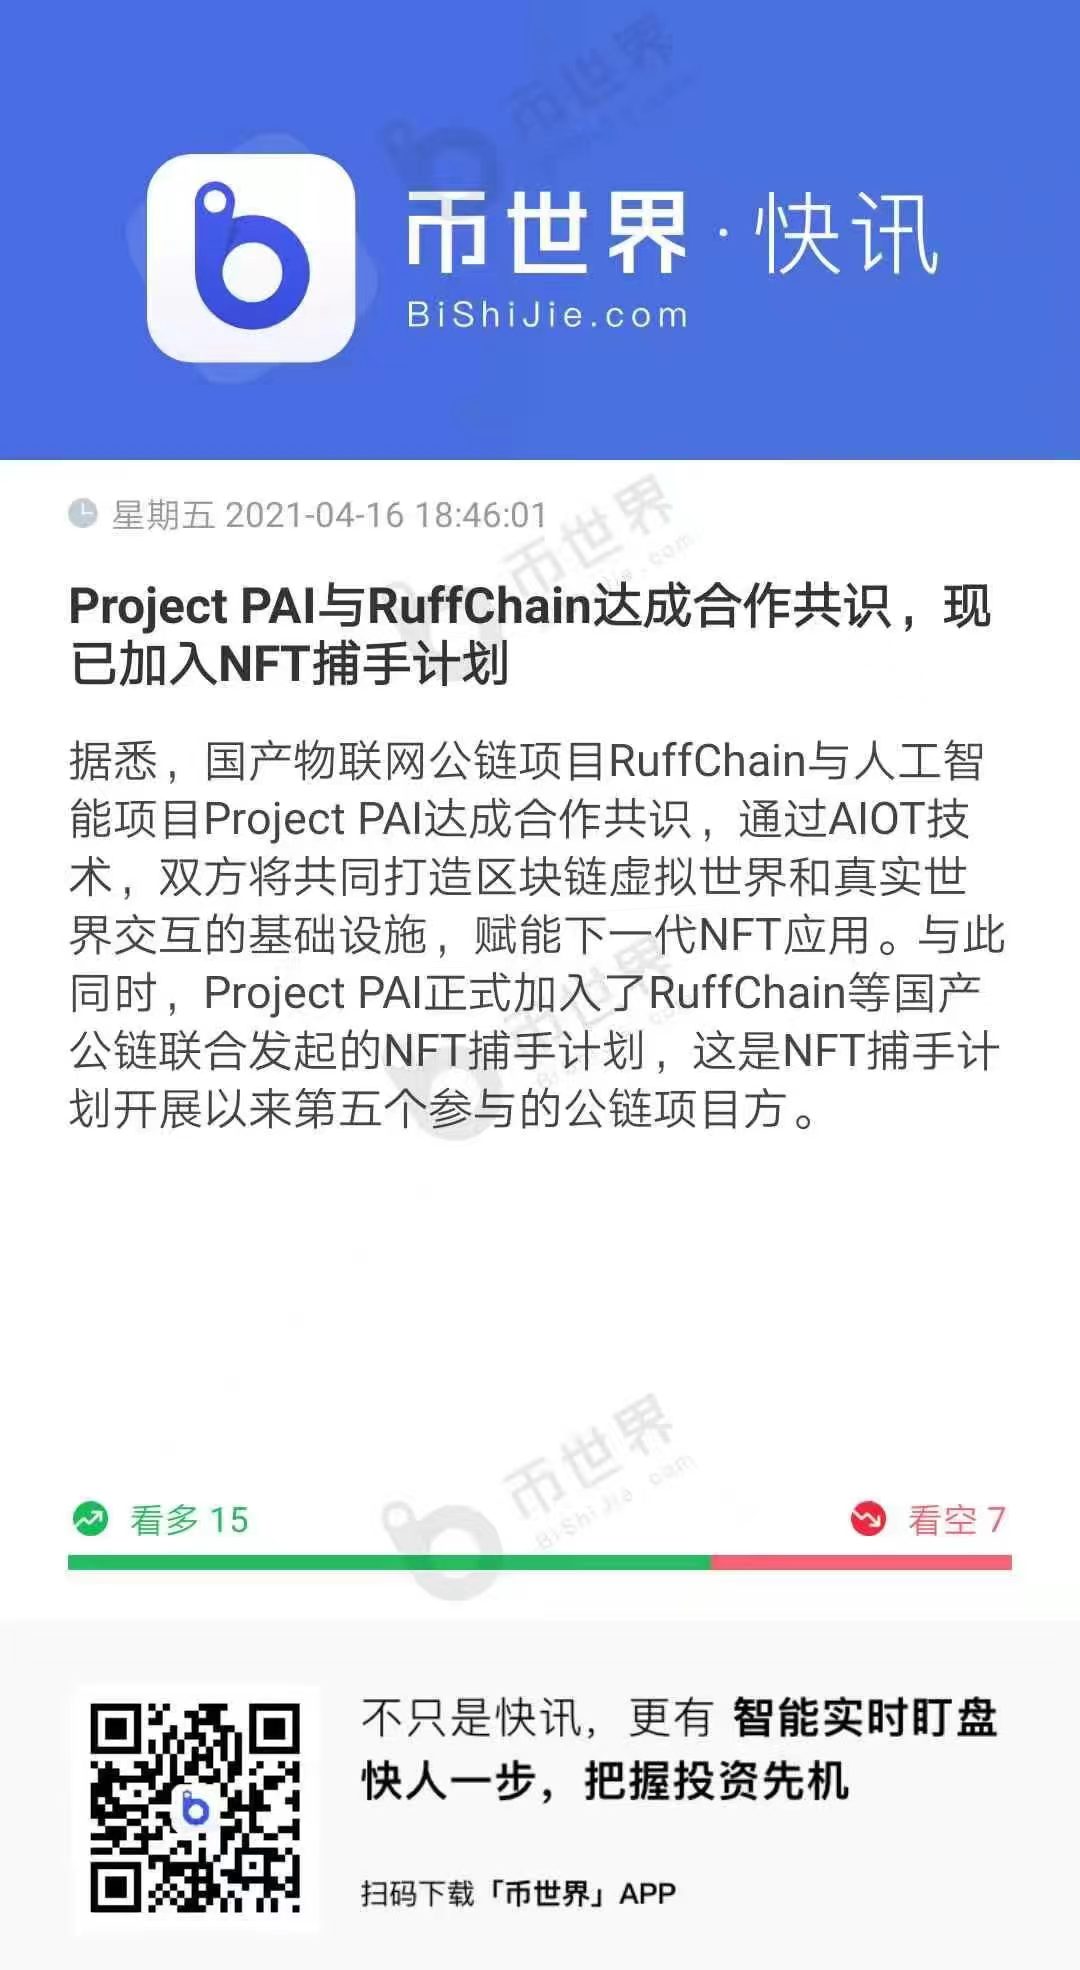 币世界·快讯
BiShiJie.com
星期五 2021-04-16 18:46:01
Project PAI与RuffChain达成合作共识，现
已加入NFT捕手计划
据悉，国产物联网公链项目RuffChain与人工智
能项目Project PAI达成合作共识，通过AIOT技
术，双方将共同打造区块链虚拟世界和真实世
界交互的基础设施，赋能下一代NFT应用。与此
同时，Project PAI正式加入了RuffChain等国产
公链联合发起的NFT捕手计划，这是NFT捕手计
划开展以来第五个参与的公链项目方。
看多 15
看空 7
不只是快讯，更有 智能实时盯盘
快人一步，把握投资先机
扫码下载「币世界」APP